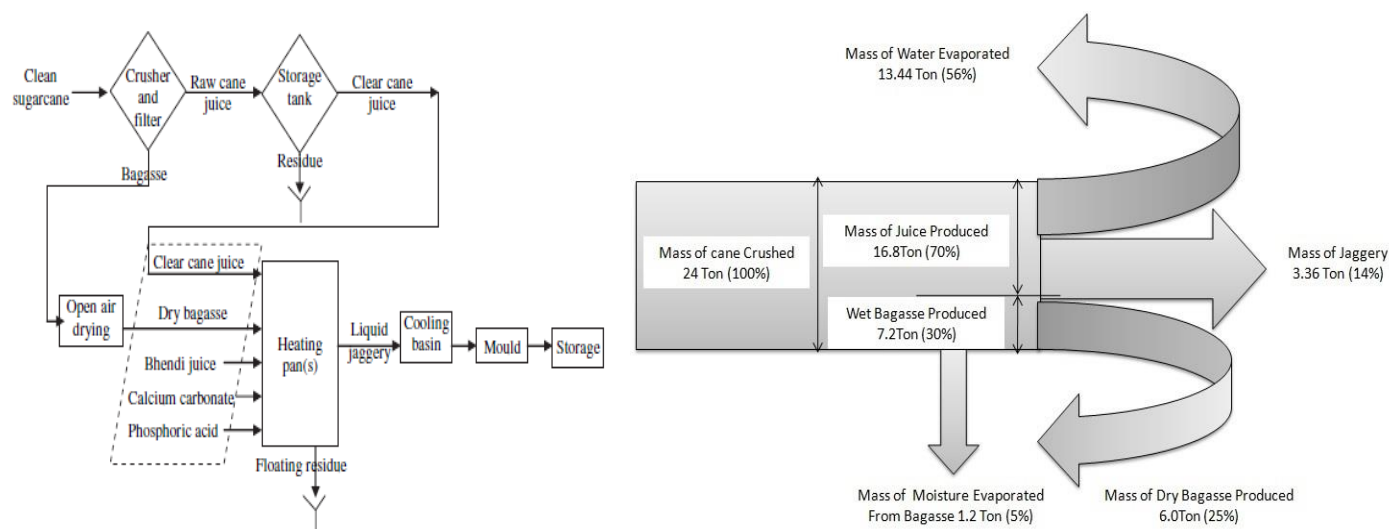 Clean
sugarcane
Crusher
and
filter
Raw cane
juice
Storage
tank
Clear cane
juice
Bagasse
Residue
Clear cane juice
Open air
drying
Dry bagasse
Bhendi juice
Calcium carbonate
Phosphoric acid
Heating
pan(s)
Liquid
jaggery
Cooling
basin
Mould
Storage
Floating residue
Mass of Water Evaporated
13.44 Ton (56%)
Mass of cane Crushed
24 Ton (100%)
Mass of Juice Produced
16.8Ton (70%)
Wet Bagasse Produced
7.2Ton (30%)
Mass of Jaggery
3.36 Ton (14%)
Mass of Moisture Evaporated
From Bagasse 1.2 Ton (5%)
Mass of Dry Bagasse Produced
6.0Ton (25%)